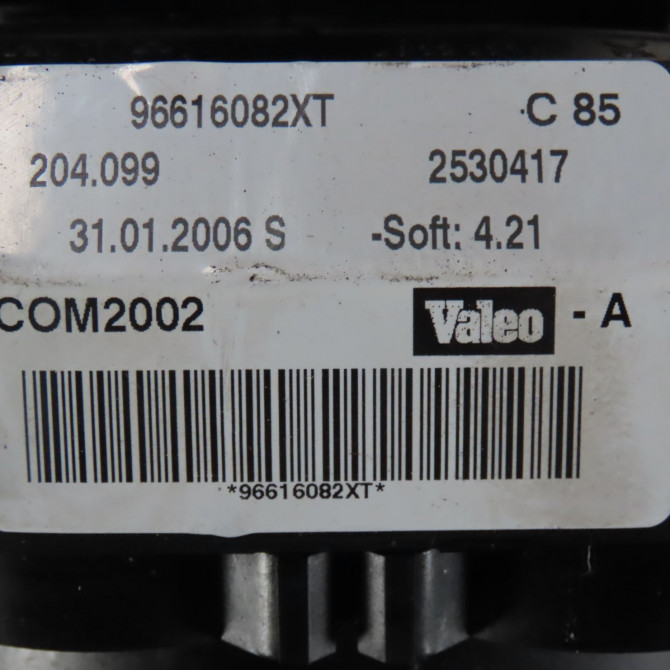 96616082XT C 85
204.099 2530417
31.01.2006 S -Soft: 4.21
COM2002 Valeo - A
*96616082XT*